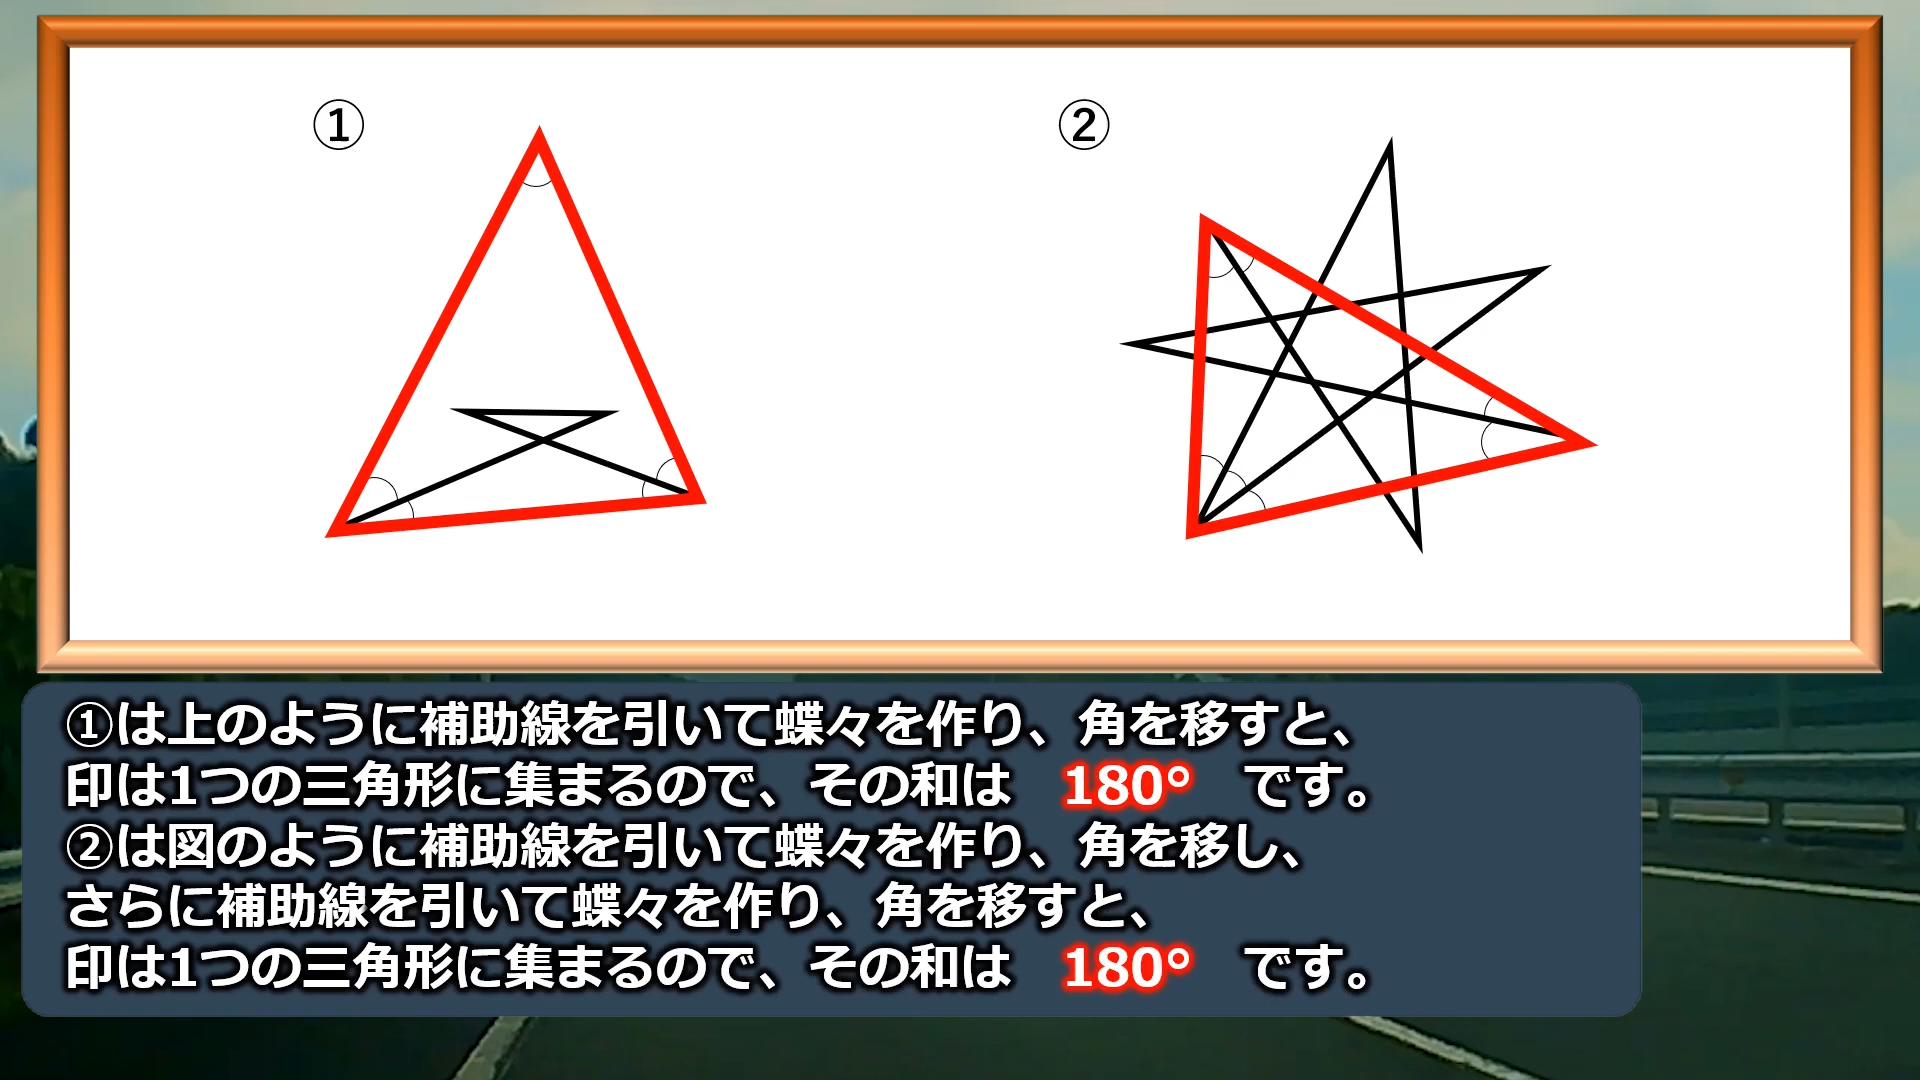 ①
②
①は上のように補助線を引いて蝶々を作り、角を移すと、
印は1つの三角形に集まるので、その和は 180° です。
②は図のように補助線を引いて蝶々を作り、角を移し、
さらに補助線を引いて蝶々を作り、角を移すと、
印は1つの三角形に集まるので、その和は 180° です。